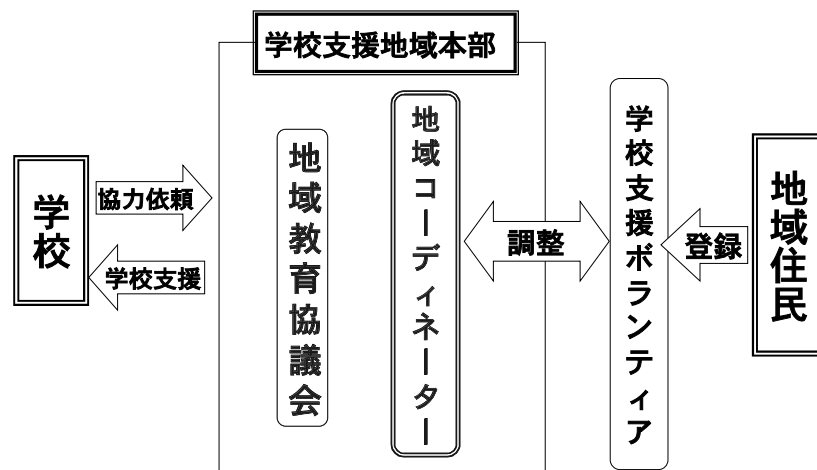 学校支援地域本部
学校
協力依頼
学校支援
地域教育協議会
地域コーディネーター
調整
学校支援ボランティア
登録
地域住民